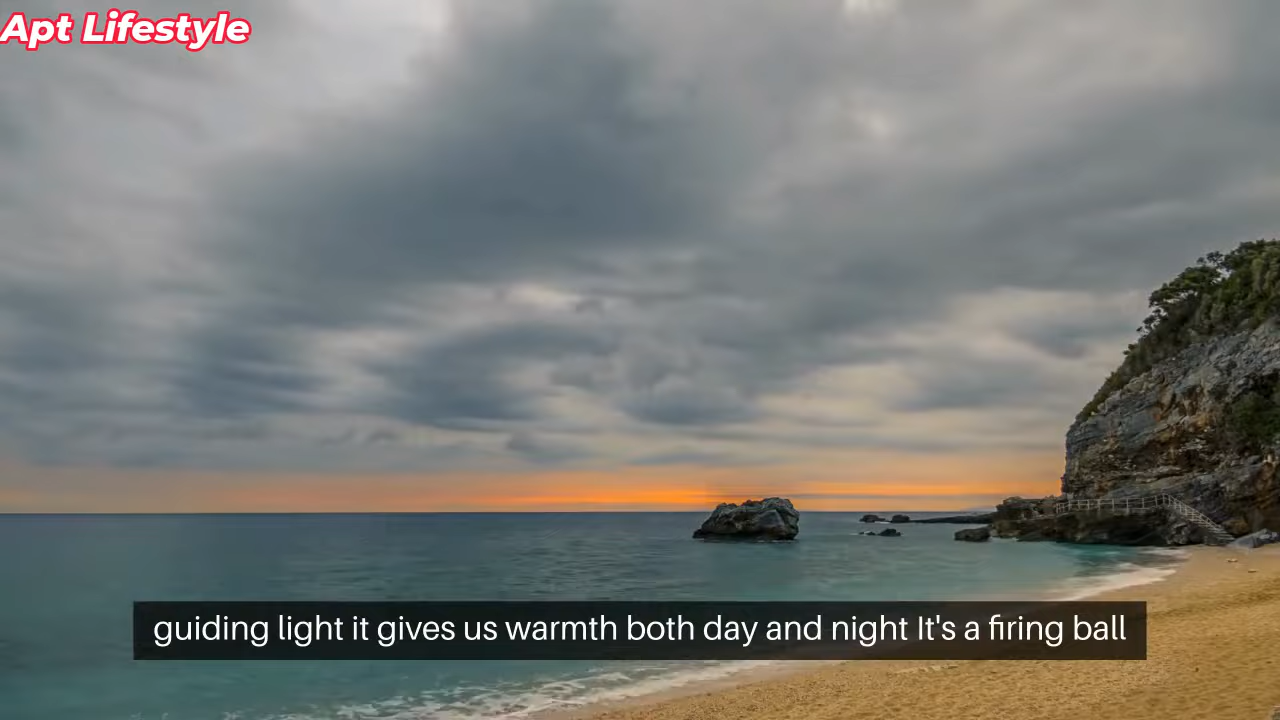 Apt Lifestyle
guiding light it gives us warmth both day and night It's a firing ball